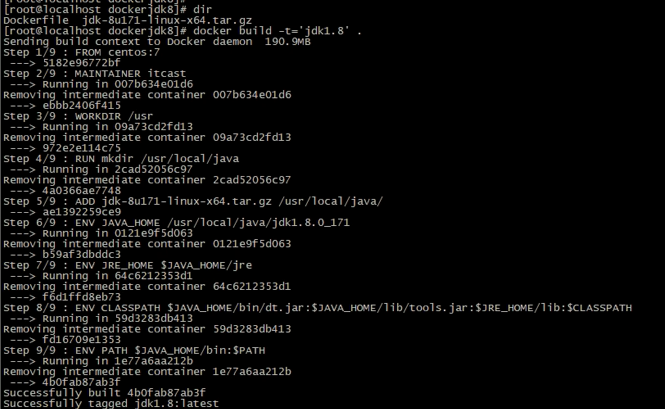 [root@localhost dockerjdk8]#
[root@localhost dockerjdk8]# dir
Dockerfile  jdk-8u171-linux-x64.tar.gz
[root@localhost dockerjdk8]# docker build -t='jdk1.8' .
Sending build context to Docker daemon  190.9MB
Step 1/9 : FROM centos:7
 ---> 5182e96772bf
Step 2/9 : MAINTAINER itcast
 ---> Running in 007b634e01d6
Removing intermediate container 007b634e01d6
 ---> ebbb2406f415
Step 3/9 : WORKDIR /usr
 ---> Running in 09a73cd2fd13
Removing intermediate container 09a73cd2fd13
 ---> 972e2e114c75
Step 4/9 : RUN mkdir /usr/local/java
 ---> Running in 2cad52056c97
Removing intermediate container 2cad52056c97
 ---> 4a0366ae7748
Step 5/9 : ADD jdk-8u171-linux-x64.tar.gz /usr/local/java/
 ---> ae1392259ce9
Step 6/9 : ENV JAVA_HOME /usr/local/java/jdk1.8.0_171
 ---> Running in 0121e9f5d063
Removing intermediate container 0121e9f5d063
 ---> b59af3dbddc3
Step 7/9 : ENV JRE_HOME $JAVA_HOME/jre
 ---> Running in 64c6212353d1
Removing intermediate container 64c6212353d1
 ---> f6d1ffd8eb73
Step 8/9 : ENV CLASSPATH $JAVA_HOME/bin/dt.jar:$JAVA_HOME/lib/tools.jar:$JRE_HOME/lib:$CLASSPATH
 ---> Running in 59d3283db413
Removing intermediate container 59d3283db413
 ---> fd16709e1353
Step 9/9 : ENV PATH $JAVA_HOME/bin:$PATH
 ---> Running in 1e77a6aa212b
Removing intermediate container 1e77a6aa212b
 ---> 4b0fab87ab3f
Successfully built 4b0fab87ab3f
Successfully tagged jdk1.8:latest